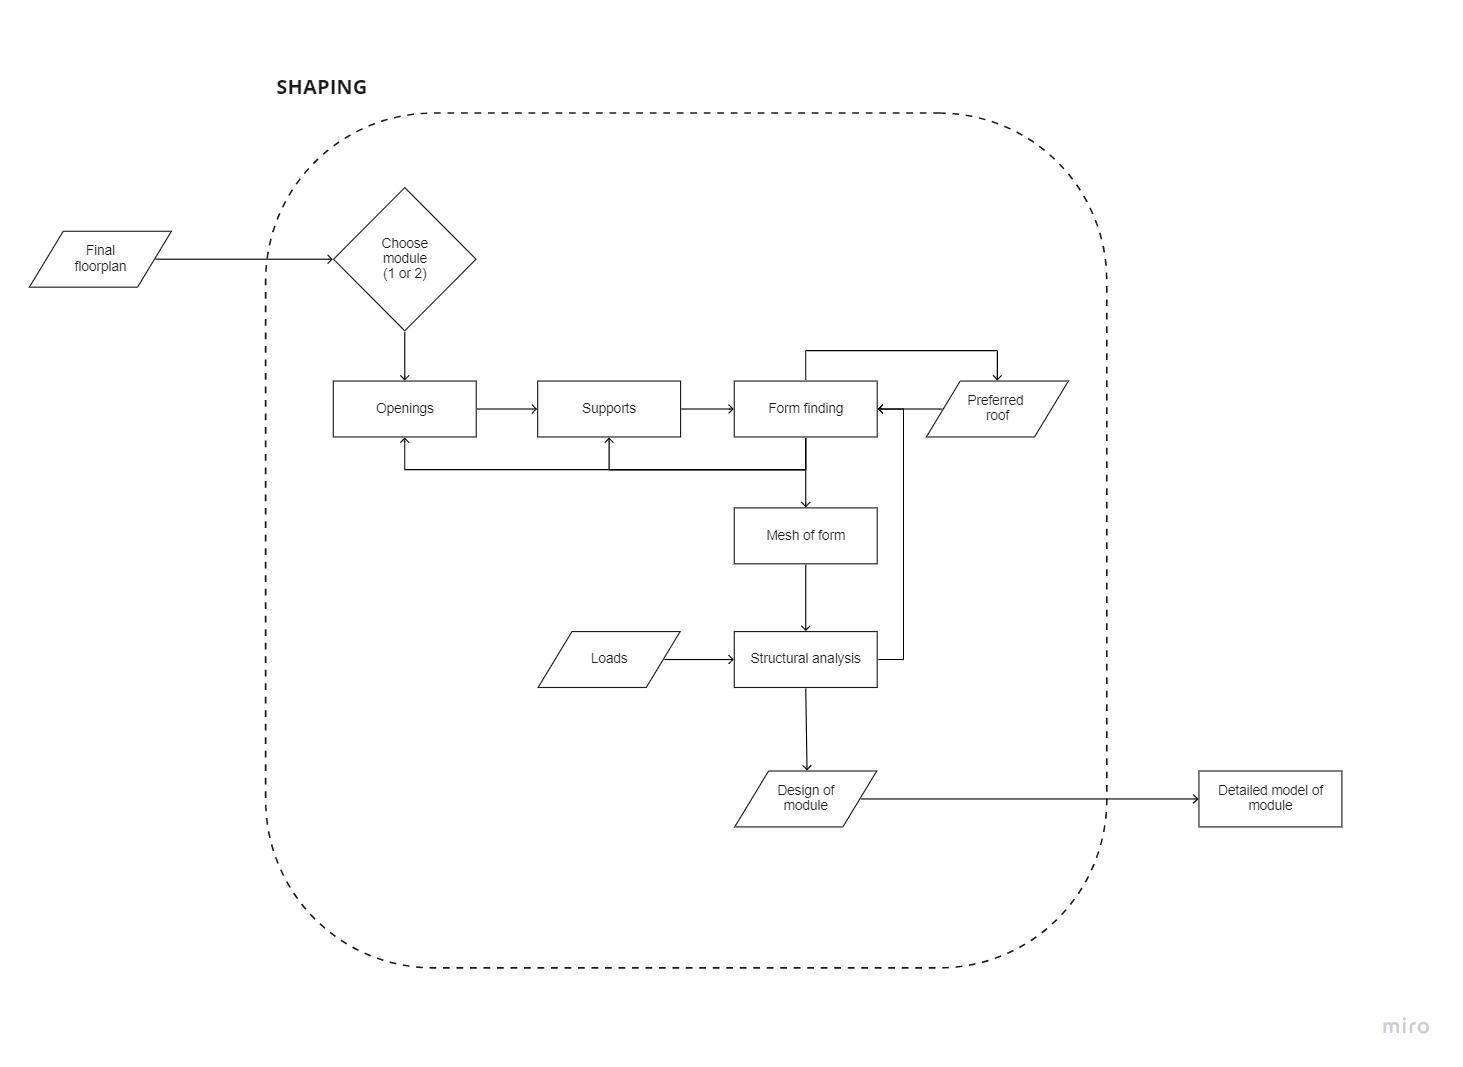 SHAPING
Final
floorplan
Choose
module
(1 or 2)
Openings
Supports
Form finding
Preferred
roof
Mesh of form
Loads
Structural analysis
Design of
module
Detailed model of
module
miro